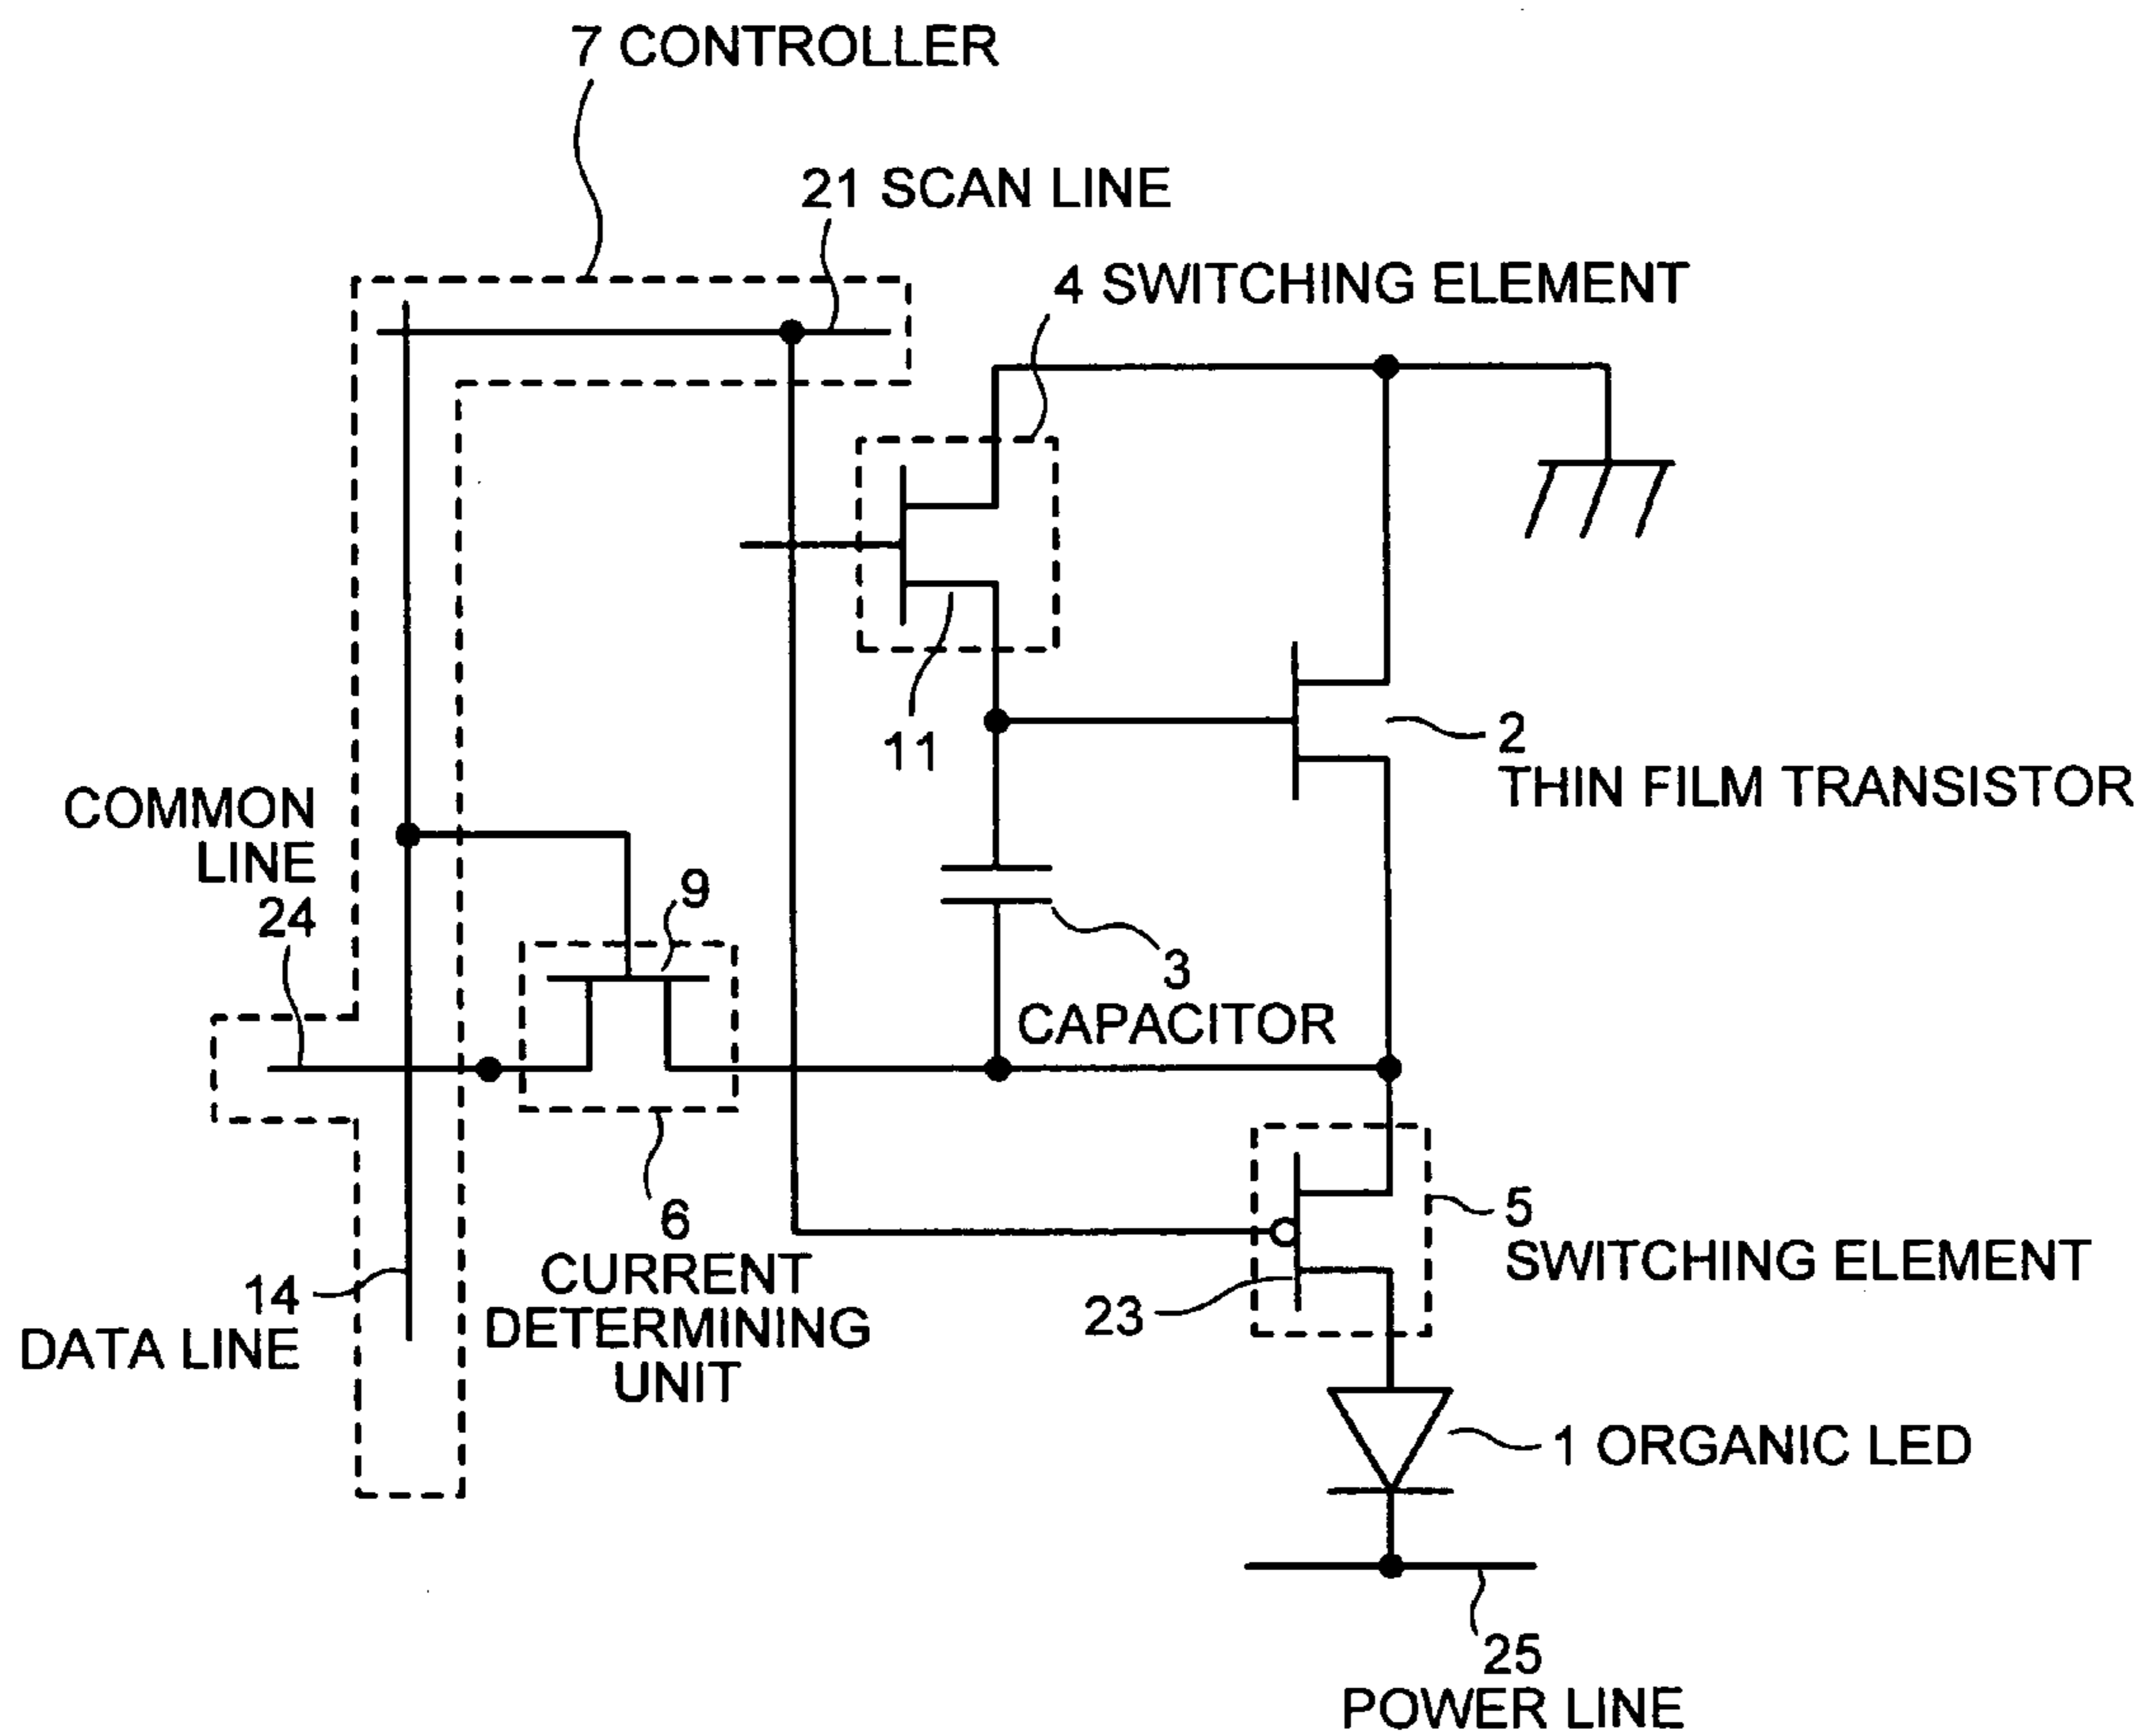 7 CONTROLLER
21 SCAN LINE
4 SWITCHING ELEMENT
11
2
THIN FILM TRANSISTOR
COMMON
LINE
24
9
3
CAPACITOR
6
CURRENT
DETERMINING
UNIT
5
SWITCHING ELEMENT
14
DATA LINE
23
1 ORGANIC LED
25
POWER LINE